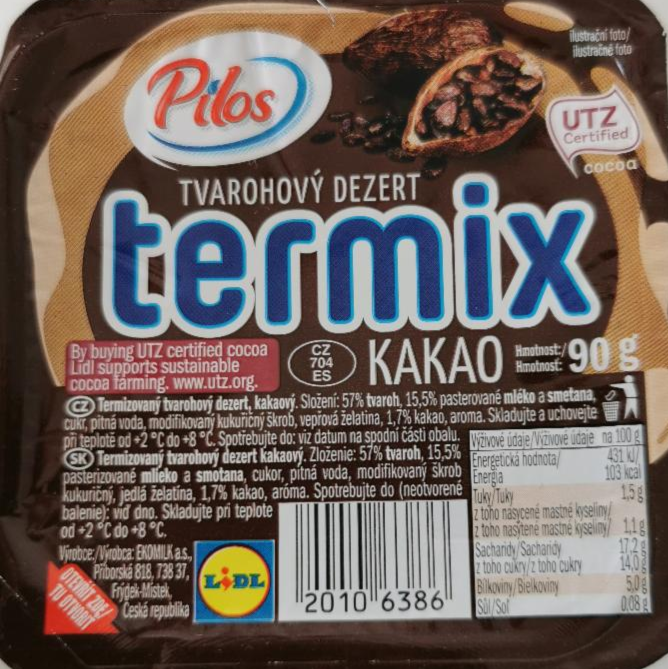 ilustrační foto/
ilustračné foto
Pilos
UTZ
Certified
cocoa
TVAROHOVÝ DEZERT
termix
By buying UTZ certified cocoa
Lidl supports sustainable
cocoa farming. www.utz.org.
CZ
704
ES
KAKAO
Hmotnost:/
Hmotnosť:
90 g
CZ Termizovaný tvarohový dezert, kakaový. Složení: 57% tvaroh, 15,5% pasterované mléko a smetana,
cukr, pitná voda, modifikovaný kukuřičný škrob, vepřová želatina, 1,7% kakao, aroma. Skladujte a uchovejte
při teplotě od +2 °C do +8 °C. Spotřebujte do: viz datum na spodní části obalu.
SK Termizovaný tvarohový dezert kakaový. Zloženie: 57% tvaroh, 15,5%
pasterizované mlieko a smotana, cukor, pitná voda, modifikovaný škrob
kukuričný, jedlá želatina, 1,7% kakao, aróma. Spotrebujte do (neotvorené
balenie): viď dno. Skladujte pri teplote
od +2 °C do +8 °C.
Výživové údaje/Výživové údaje na 100 g
Energetická hodnota/ 431 kJ/
Energia 103 kcal
Tuky/Tuky 1,5 g
z toho nasycené mastné kyseliny/
z toho nasýtené mastné kyseliny/ 1,1 g
Sacharidy/Sacharidy 17,2 g
z toho cukry/z toho cukry 14,0 g
Bílkoviny/Bielkoviny 5,0 g
Sůl/Soľ 0,08 g
Výrobce:/Výrobca: EKOMILK a.s.,
Příborská 818, 738 37,
Frýdek-Místek,
Česká republika
OTEVŘÍT ZDE/
TU OTVORIŤ
LIDL
2010 6386